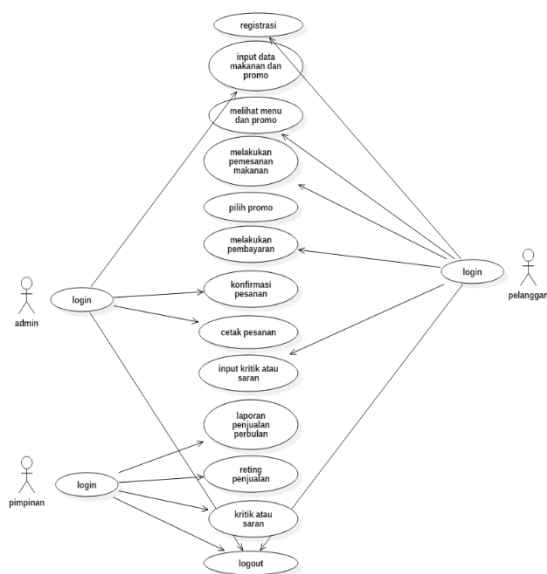 registrasi
input data
makanan dan
promo
melihat menu
dan promo
melakukan
pemesanan
makanan
pilih promo
melakukan
pembayaran
login
pelanggan
konfirmasi
pesanan
login
admin
cetak pesanan
input kritik atau
saran
laporan
penjualan
perbulan
reting
penjualan
login
pimpinan
kritik atau
saran
logout